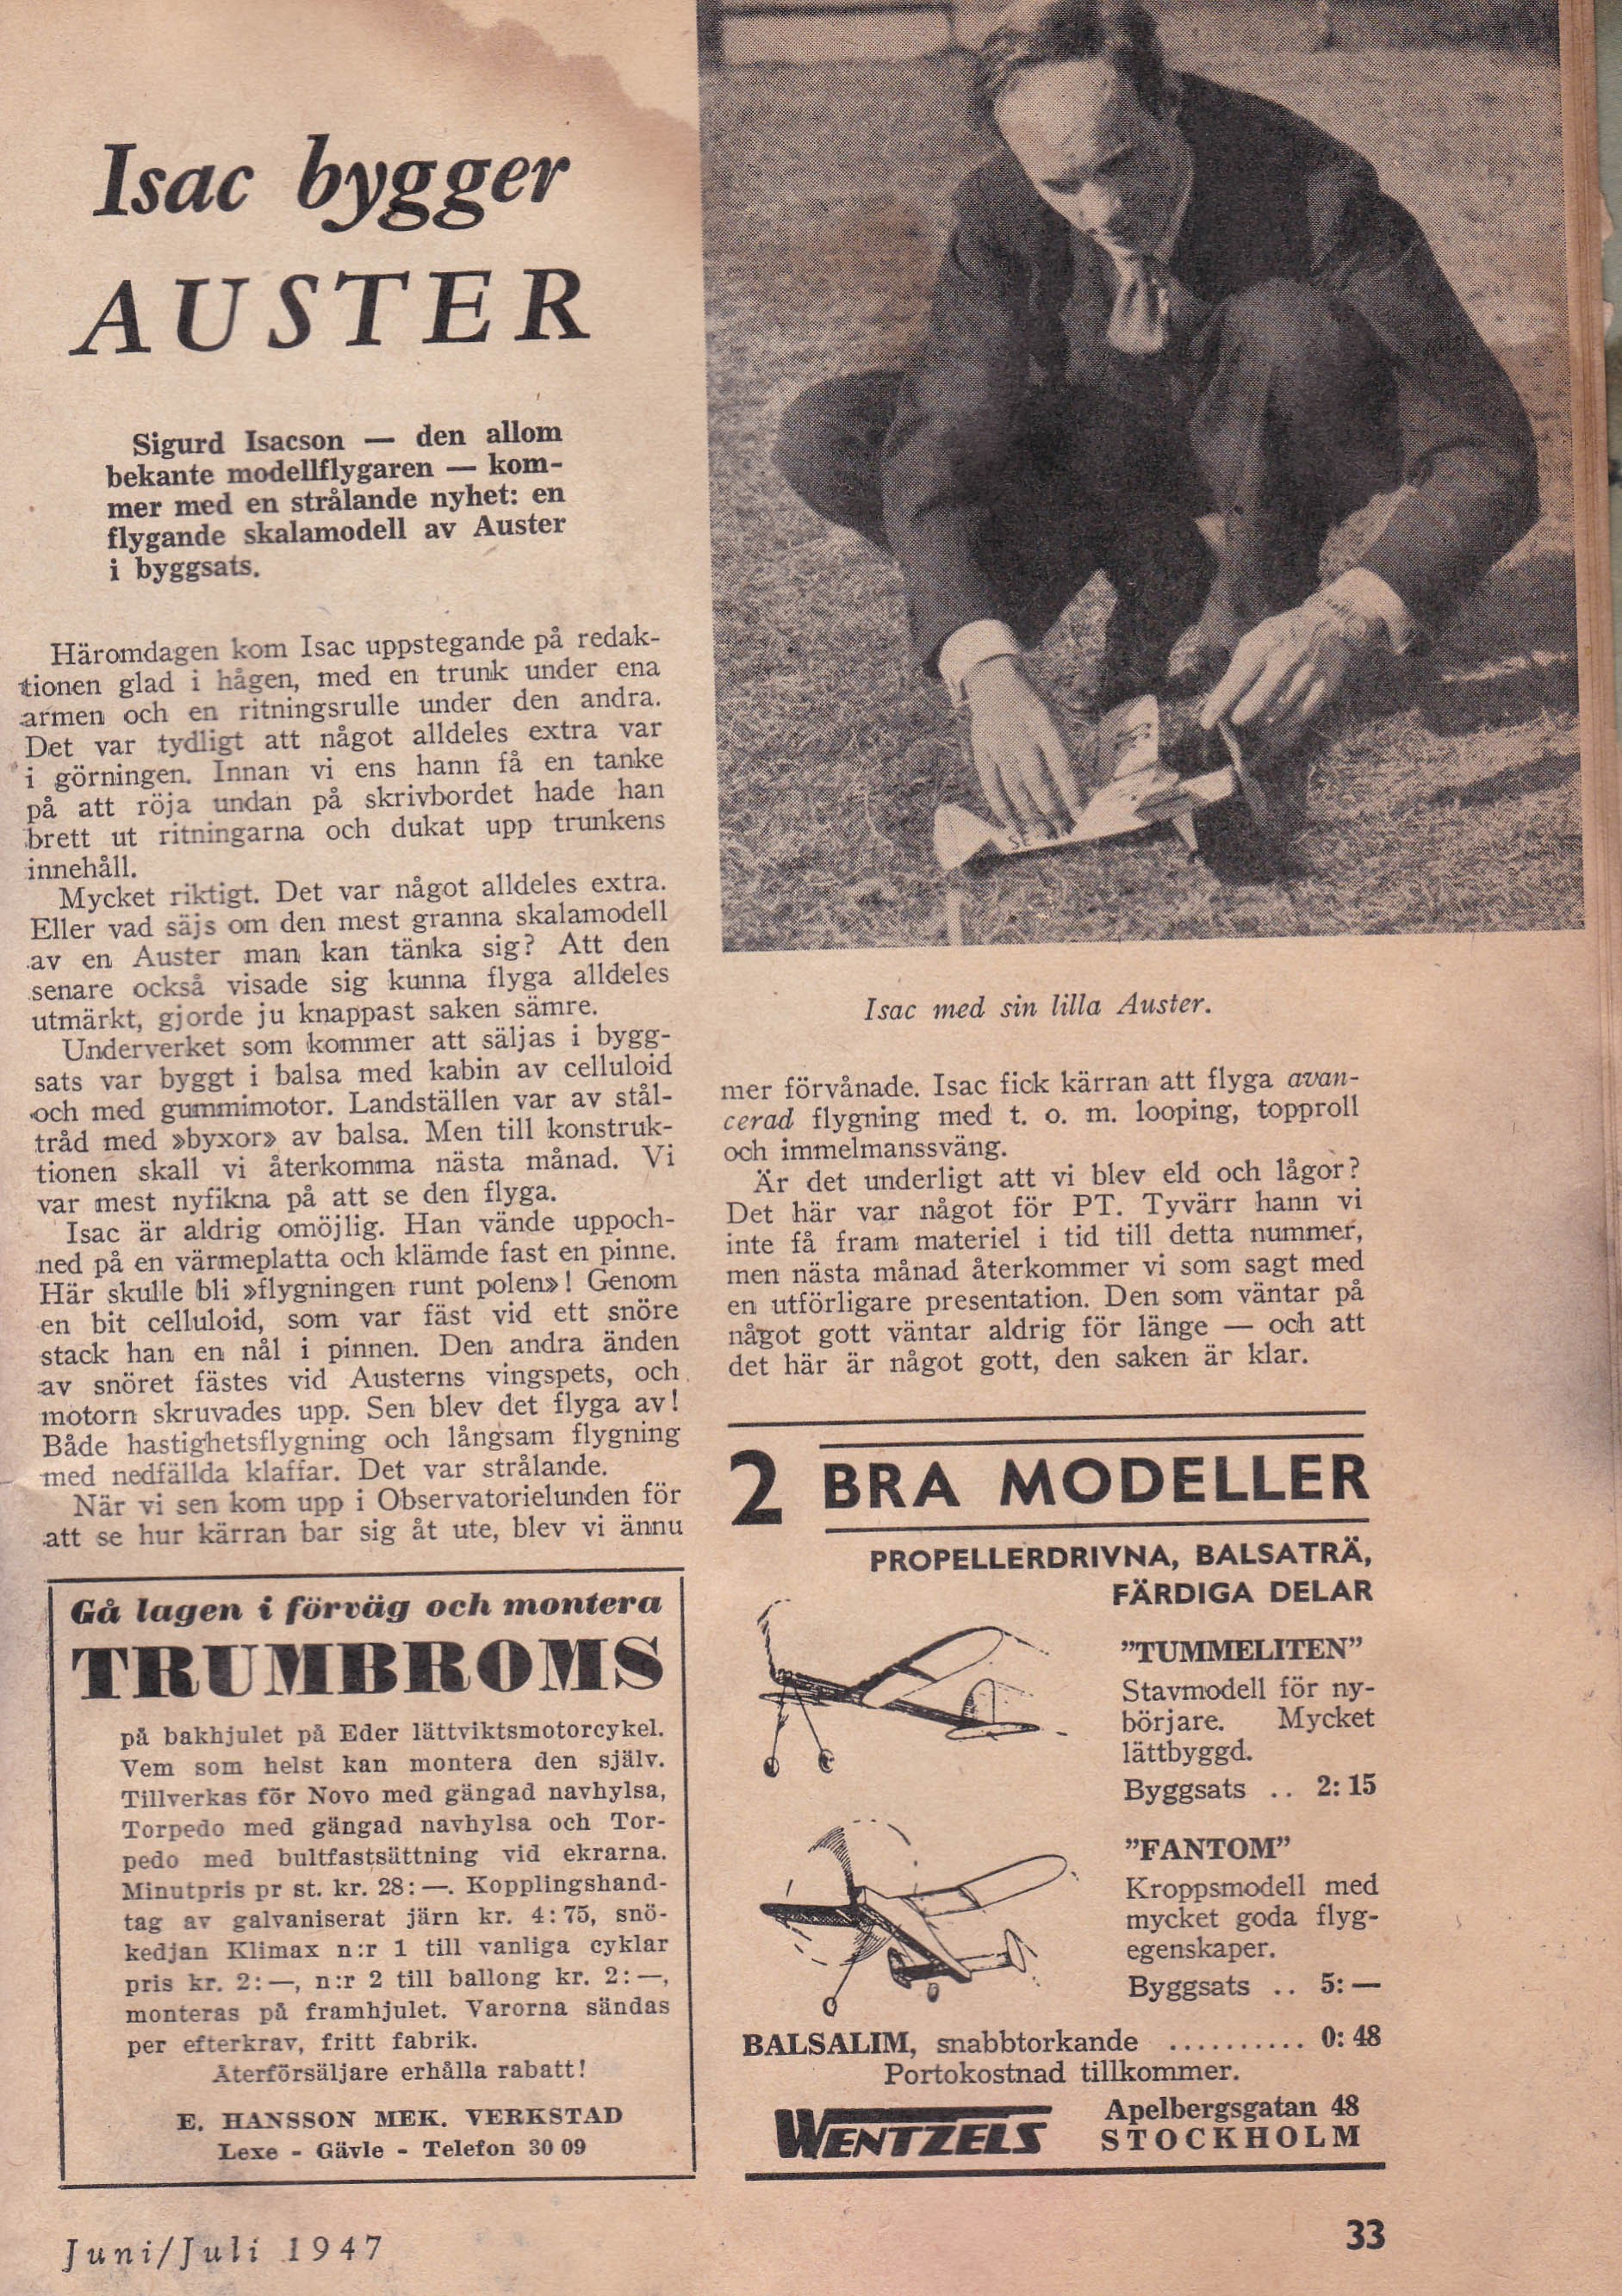 Isac bygger
AUSTER
Sigurd Isacson — den allom
bekante modellflygaren — kom-
mer med en strålande nyhet: en
flygande skalamodell av Auster
i byggsats.
Häromdagen kom Isac uppstegande på redak-
tionen glad i hågen, med en trunk under ena
armen och en ritningsrulle under den andra.
Det var tydligt att något alldeles extra var
i görningen. Innan vi ens hann få en tanke
på att röja undan på skrivbordet hade han
brett ut ritningarna och dukat upp trunkens
innehåll.
Mycket riktigt. Det var något alldeles extra.
Eller vad säjs om den mest granna skalamodell
av en Auster man kan tänka sig? Att den
senare också visade sig kunna flyga alldeles
utmärkt, gjorde ju knappast saken sämre.
Underverket som kommer att säljas i bygg-
sats var byggt i balsa med kabin av celluloid
och med gummimotor. Landställen var av stål-
tråd med »byxor» av balsa. Men till konstruk-
tionen skall vi återkomma nästa månad. Vi
var mest nyfikna på att se den flyga.
Isac är aldrig omöjlig. Han vände uppoch-
ned på en värmeplatta och klämde fast en pinne.
Här skulle bli »flygningen runt polen»! Genom
en bit celluloid, som var fäst vid ett snöre
stack han en nål i pinnen. Den andra änden
av snöret fästes vid Austerns vingspets, och
motorn skruvades upp. Sen blev det flyga av!
Både hastighetsflygning och långsam flygning
med nedfällda klaffar. Det var strålande.
När vi sen kom upp i Observatorielunden för
att se hur kärran bar sig åt ute, blev vi ännu
SE
Isac med sin lilla Auster.
mer förvånade. Isac fick kärran att flyga avan-
cerad flygning med t. o. m. looping, topproll
och immelmanssväng.
Är det underligt att vi blev eld och lågor?
Det här var något för PT. Tyvärr hann vi
inte få fram materiel i tid till detta nummer,
men nästa månad återkommer vi som sagt med
en utförligare presentation. Den som väntar på
något gott väntar aldrig för länge — och att
det här är något gott, den saken är klar.
Gå lagen i förväg och montera
TRUMBROMS
på bakhjulet på Eder lättviktsmotorcykel.
Vem som helst kan montera den själv.
Tillverkas för Novo med gängad navhylsa,
Torpedo med gängad navhylsa och Tor-
pedo med bultfastsättning vid ekrarna.
Minutpris pr st. kr. 28:—. Kopplingshand-
tag av galvaniserat järn kr. 4:75, snö-
kedjan Klimax n:r 1 till vanliga cyklar
pris kr. 2:—, n:r 2 till ballong kr. 2:—,
monteras på framhjulet. Varorna sändas
per efterkrav, fritt fabrik.
Återförsäljare erhålla rabatt!
E. HANSSON MEK. VERKSTAD
Lexe - Gävle - Telefon 30 09
2 BRA MODELLER
PROPELLERDRIVNA, BALSATRÄ,
FÄRDIGA DELAR
”TUMMELITEN”
Stavmodell för ny-
börjare. Mycket
lättbyggd.
Byggsats .. 2:15
”FANTOM”
Kroppsmodell med
mycket goda flyg-
egenskaper.
Byggsats .. 5:—
BALSALIM, snabbtorkande .......... 0:48
Portokostnad tillkommer.
WENTZELS
Apelbergsgatan 48
STOCKHOLM
Juni/Juli 1947
33